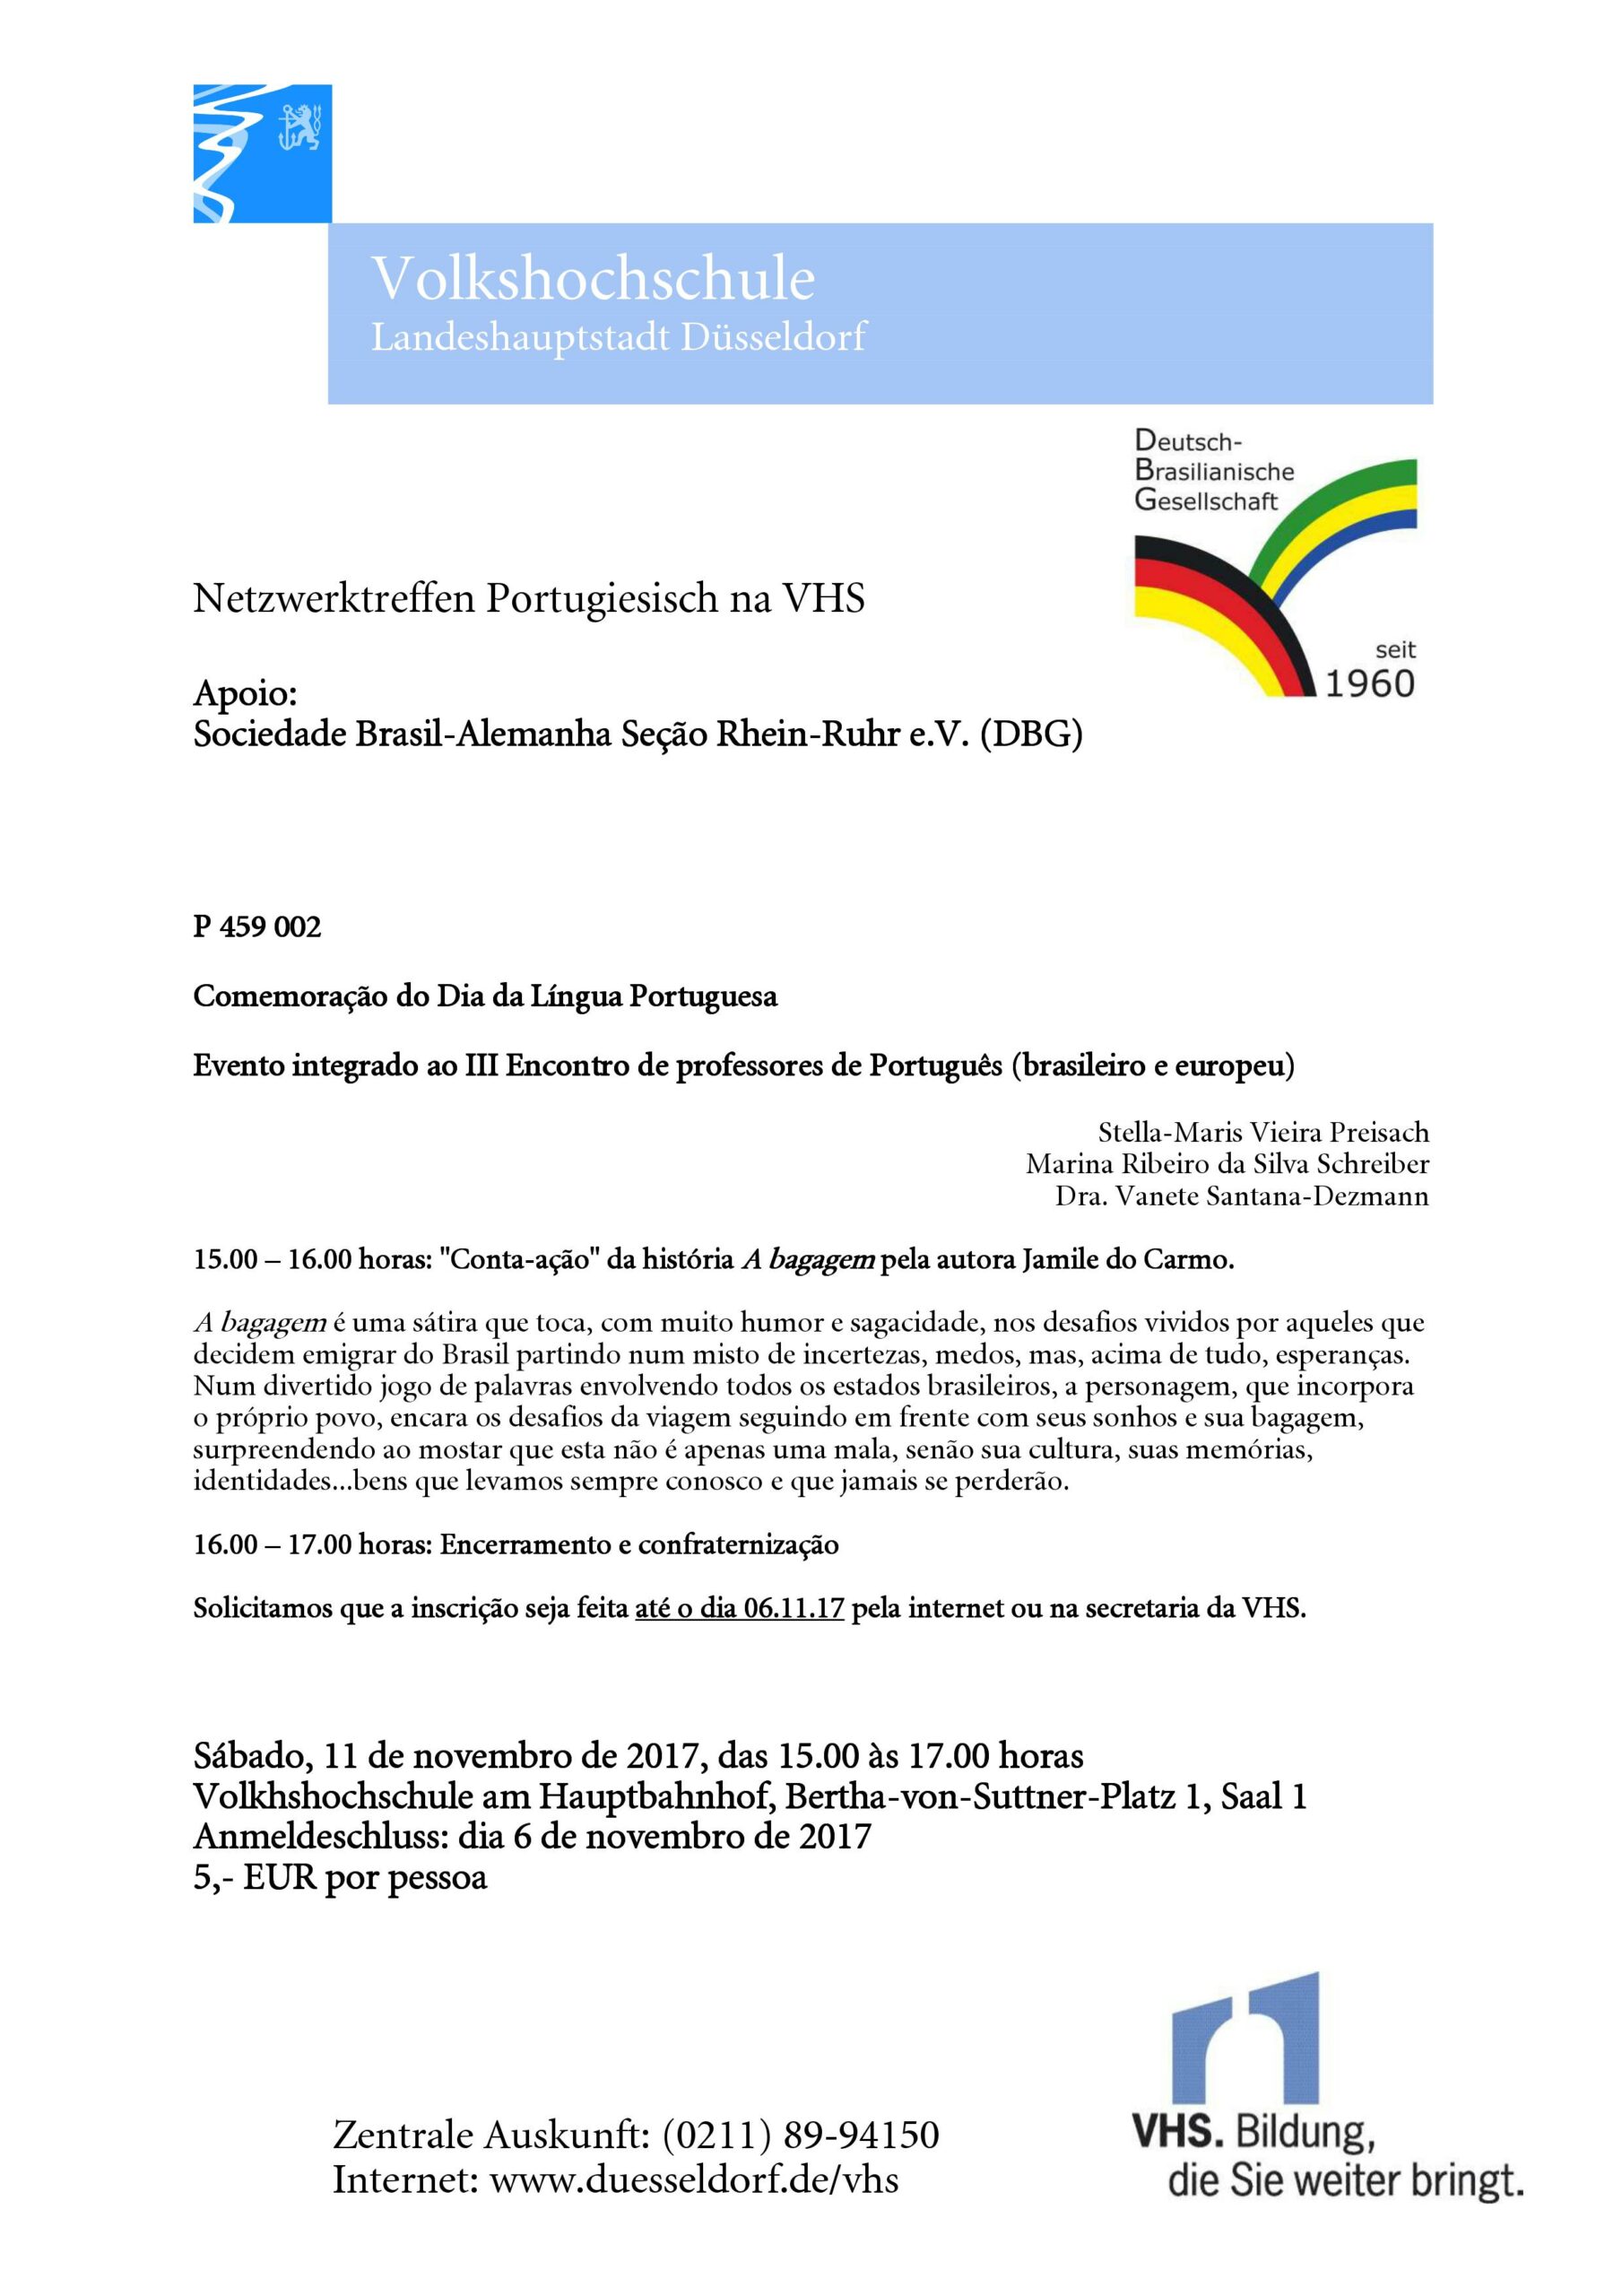 Volkshochschule
Landeshauptstadt Düsseldorf
Deutsch-
Brasilianische
Gesellschaft
seit
1960
Netzwerktreffen Portugiesisch na VHS
Apoio:
Sociedade Brasil-Alemanha Seção Rhein-Ruhr e.V. (DBG)
P 459 002
Comemoração do Dia da Língua Portuguesa
Evento integrado ao III Encontro de professores de Português (brasileiro e europeu)
Stella-Maris Vieira Preisach
Marina Ribeiro da Silva Schreiber
Dra. Vanete Santana-Dezmann
15.00 – 16.00 horas: "Conta-ação" da história A bagagem pela autora Jamile do Carmo.
A bagagem é uma sátira que toca, com muito humor e sagacidade, nos desafios vividos por aqueles que
decidem emigrar do Brasil partindo num misto de incertezas, medos, mas, acima de tudo, esperanças.
Num divertido jogo de palavras envolvendo todos os estados brasileiros, a personagem, que incorpora
o próprio povo, encara os desafios da viagem seguindo em frente com seus sonhos e sua bagagem,
surpreendendo ao mostar que esta não é apenas uma mala, senão sua cultura, suas memórias,
identidades...bens que levamos sempre conosco e que jamais se perderão.
16.00 – 17.00 horas: Encerramento e confraternização
Solicitamos que a inscrição seja feita até o dia 06.11.17 pela internet ou na secretaria da VHS.
Sábado, 11 de novembro de 2017, das 15.00 às 17.00 horas
Volkhshochschule am Hauptbahnhof, Bertha-von-Suttner-Platz 1, Saal 1
Anmeldeschluss: dia 6 de novembro de 2017
5,- EUR por pessoa
Zentrale Auskunft: (0211) 89-94150
Internet: www.duesseldorf.de/vhs
VHS. Bildung,
die Sie weiter bringt.